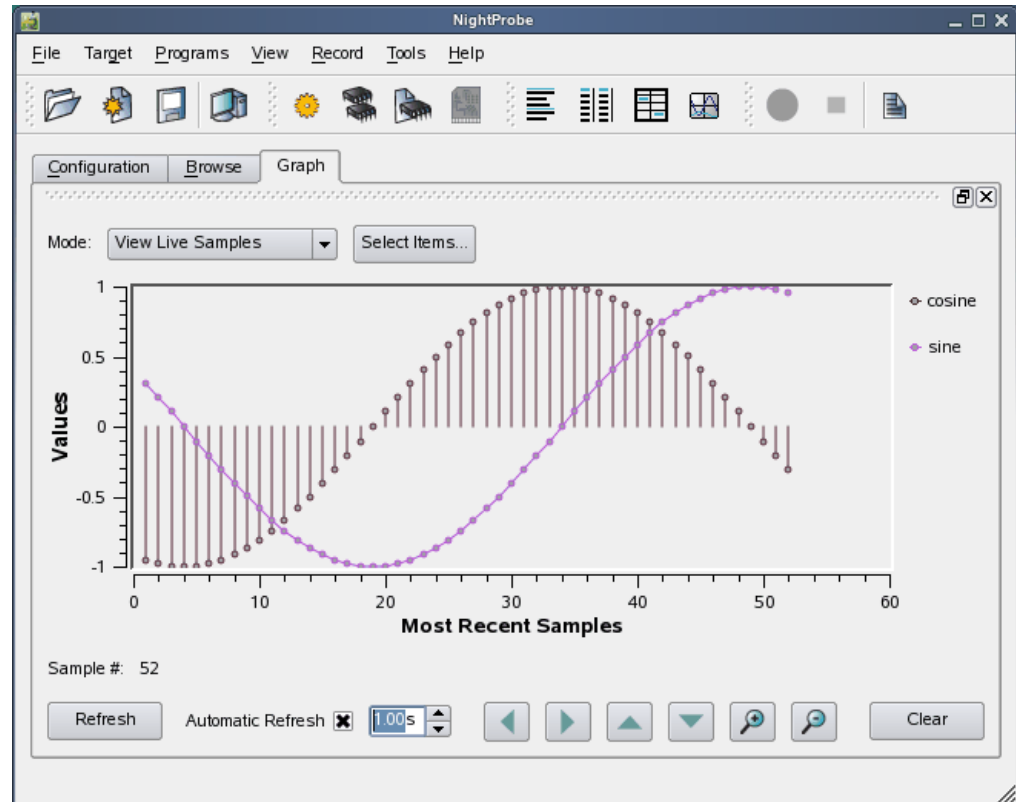 NightProbe
File Target Programs View Record Tools Help
Configuration Browse Graph
Mode: View Live Samples Select Items...
1
0.5
0
-0.5
-1
Values
cosine
sine
0 10 20 30 40 50 60
Most Recent Samples
Sample #: 52
Refresh Automatic Refresh 1.00s Clear